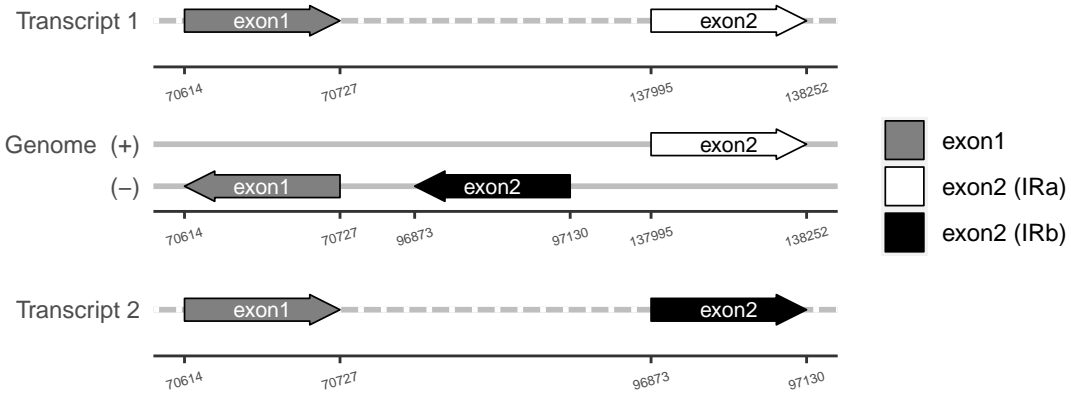 Transcript 1 exon1 exon2
70614 70727 137995 138252
Genome (+) exon2
(−) exon1 exon2
70614 70727 96873 97130 137995 138252
Transcript 2 exon1 exon2
70614 70727 96873 97130
exon1
exon2 (IRa)
exon2 (IRb)